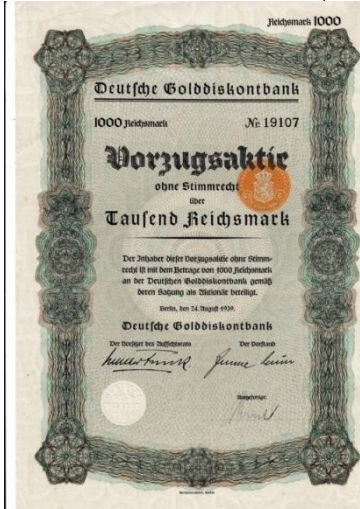 Reichsmark 1000
Deutsche Golddiskontbank
1000 Reichsmark
№ 19107
Vorzugsaktie
ohne Stimmrecht
über
Tausend Reichsmark
Der Inhaber dieser Vorzugsaktie ohne Stimm-
recht ist mit dem Betrage von 1000 Reichsmark
an der Deutschen Golddiskontbank gemäß
deren Satzung als Aktionär beteiligt.
Berlin, den 24. August 1939.
Deutsche Golddiskontbank
Der Vorsitzer des Aufsichtsrats
Der Vorstand
Ausgefertigt: